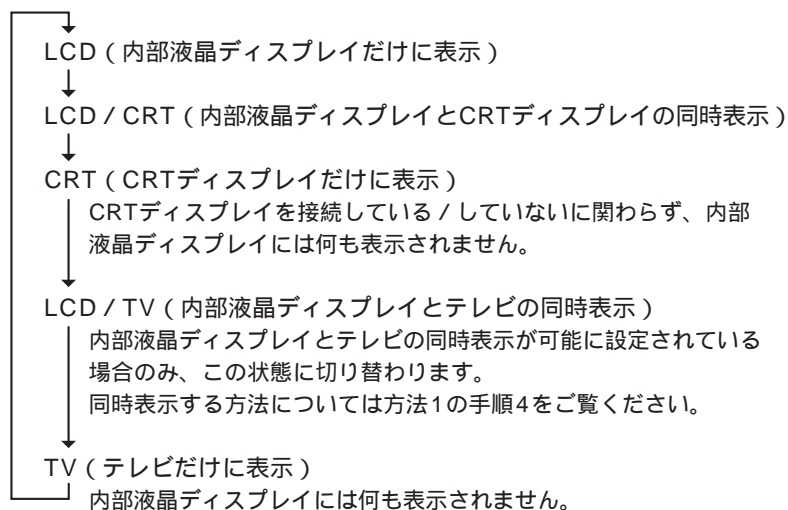 LCD(内部液晶ディスプレイだけに表示)
LCD/CRT(内部液晶ディスプレイとCRTディスプレイの同時表示)
CRT(CRTディスプレイだけに表示)
CRTディスプレイを接続している/していないに関わらず、内部
液晶ディスプレイには何も表示されません。
LCD/TV(内部液晶ディスプレイとテレビの同時表示)
内部液晶ディスプレイとテレビの同時表示が可能に設定されている
場合のみ、この状態に切り替わります。
同時表示する方法については方法1の手順4をご覧ください。
TV(テレビだけに表示)
内部液晶ディスプレイには何も表示されません。